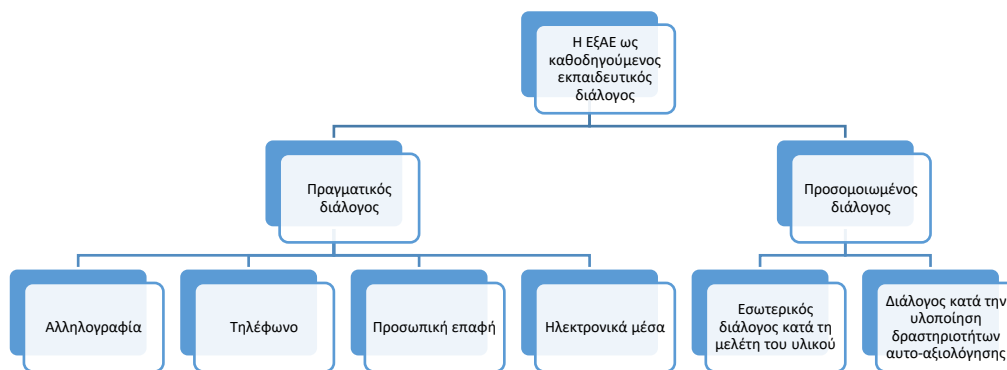 Η ΕξΑΕ ως
καθοδηγούμενος
εκπαιδευτικός
διάλογος
Πραγματικός
διάλογος
Προσομοιωμένος
διάλογος
Αλληλογραφία
Τηλέφωνο
Προσωπική επαφή
Ηλεκτρονικά μέσα
Εσωτερικός
διάλογος κατά τη
μελέτη του υλικού
Διάλογος κατά την
υλοποίηση
δραστηριοτήτων
αυτο-αξιολόγησης